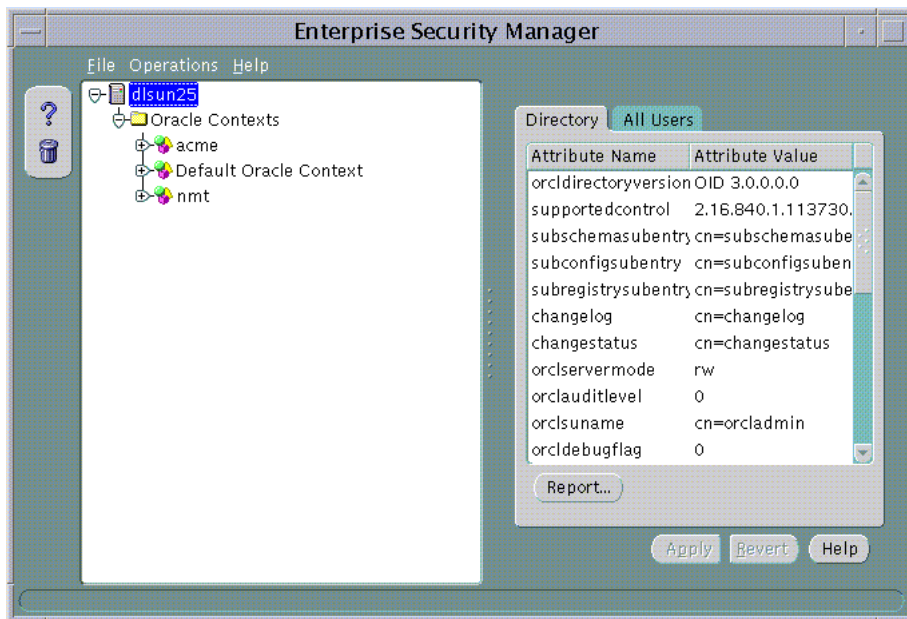 Enterprise Security Manager
File Operations Help
dlsun25
Oracle Contexts
acme
Default Oracle Context
nmt
Directory All Users
Attribute Name Attribute Value
orcldirectoryversion OID 3.0.0.0.0
supportedcontrol 2.16.840.1.113730.
subschemasubentry cn=subschemasube
subconfigsubentry cn=subconfigsuben
subregistrysubentry cn=subregistrysube
changelog cn=changelog
changestatus cn=changestatus
orclservermode rw
orclauditlevel 0
orclsuname cn=orcladmin
orcldebugflag 0
Report...
Apply Revert Help